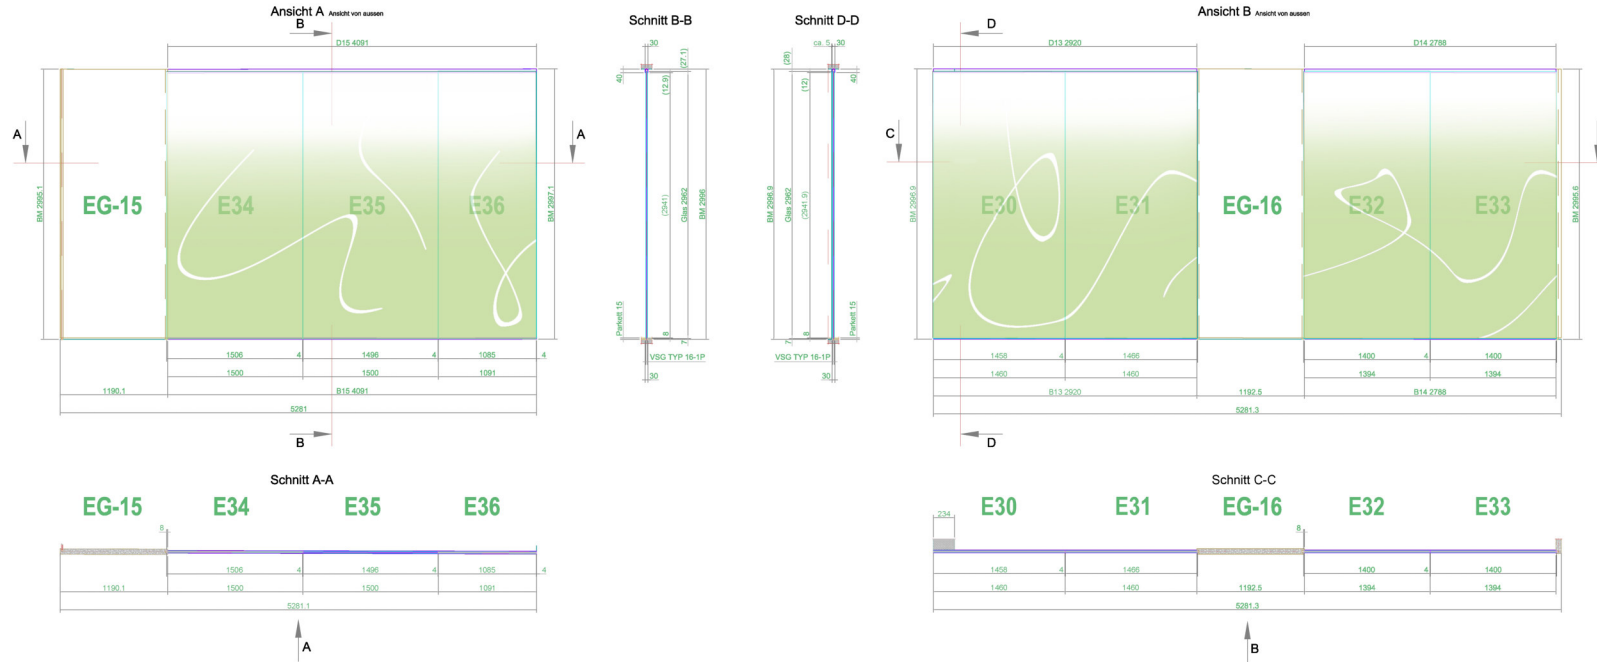 Ansicht A Ansicht von aussen
B
D15 4091
A
A
BM 2995.1
BM 2997.1
EG-15
E34
E35
E36
1506
4
1496
4
1085
4
1500
1500
1091
1190.1
B15 4091
5281
B
Schnitt B-B
30
(27.1)
40
(12.9)
(2941)
Glas 2962
BM 2996
Parkett 15
8
7
VSG TYP 16-1P
30
Schnitt D-D
ca. 5
30
(28)
40
(12)
BM 2996.9
Glas 2962
(2941.9)
Parkett 15
8
7
VSG TYP 16-1P
30
Ansicht B Ansicht von aussen
D
D13 2920
D14 2788
C
BM 2996.9
BM 2995.6
E30
E31
EG-16
E32
E33
1458
4
1466
1400
4
1400
1460
1460
1394
1394
B13 2920
1192.5
B14 2788
5281.3
D
Schnitt A-A
EG-15
E34
E35
E36
8
1506
4
1496
4
1085
4
1190.1
1500
1500
1091
5281.1
A
Schnitt C-C
E30
E31
EG-16
E32
E33
234
8
1458
4
1466
1400
4
1400
1460
1460
1192.5
1394
1394
5281.3
B